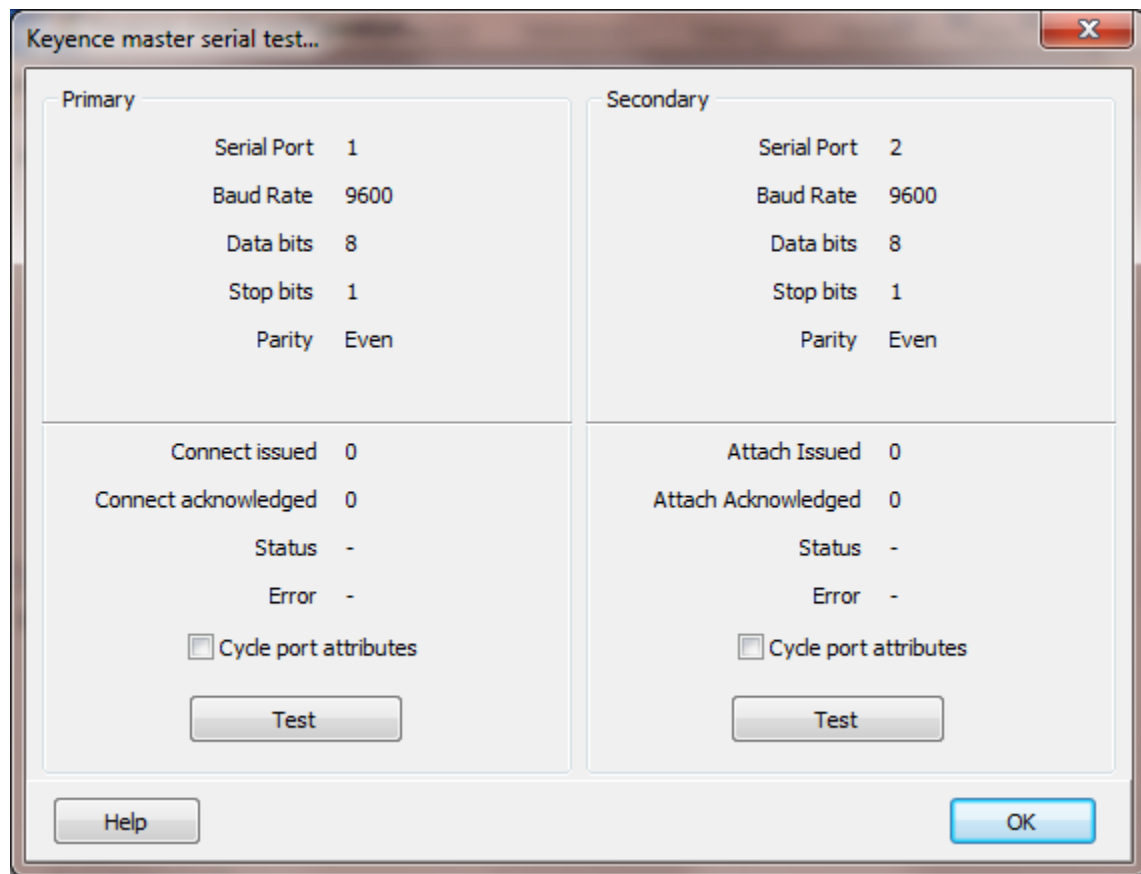 Keyence master serial test...
Primary
Serial Port 1
Baud Rate 9600
Data bits 8
Stop bits 1
Parity Even
Connect issued 0
Connect acknowledged 0
Status -
Error -
Cycle port attributes
Test
Secondary
Serial Port 2
Baud Rate 9600
Data bits 8
Stop bits 1
Parity Even
Attach Issued 0
Attach Acknowledged 0
Status -
Error -
Cycle port attributes
Test
Help
OK